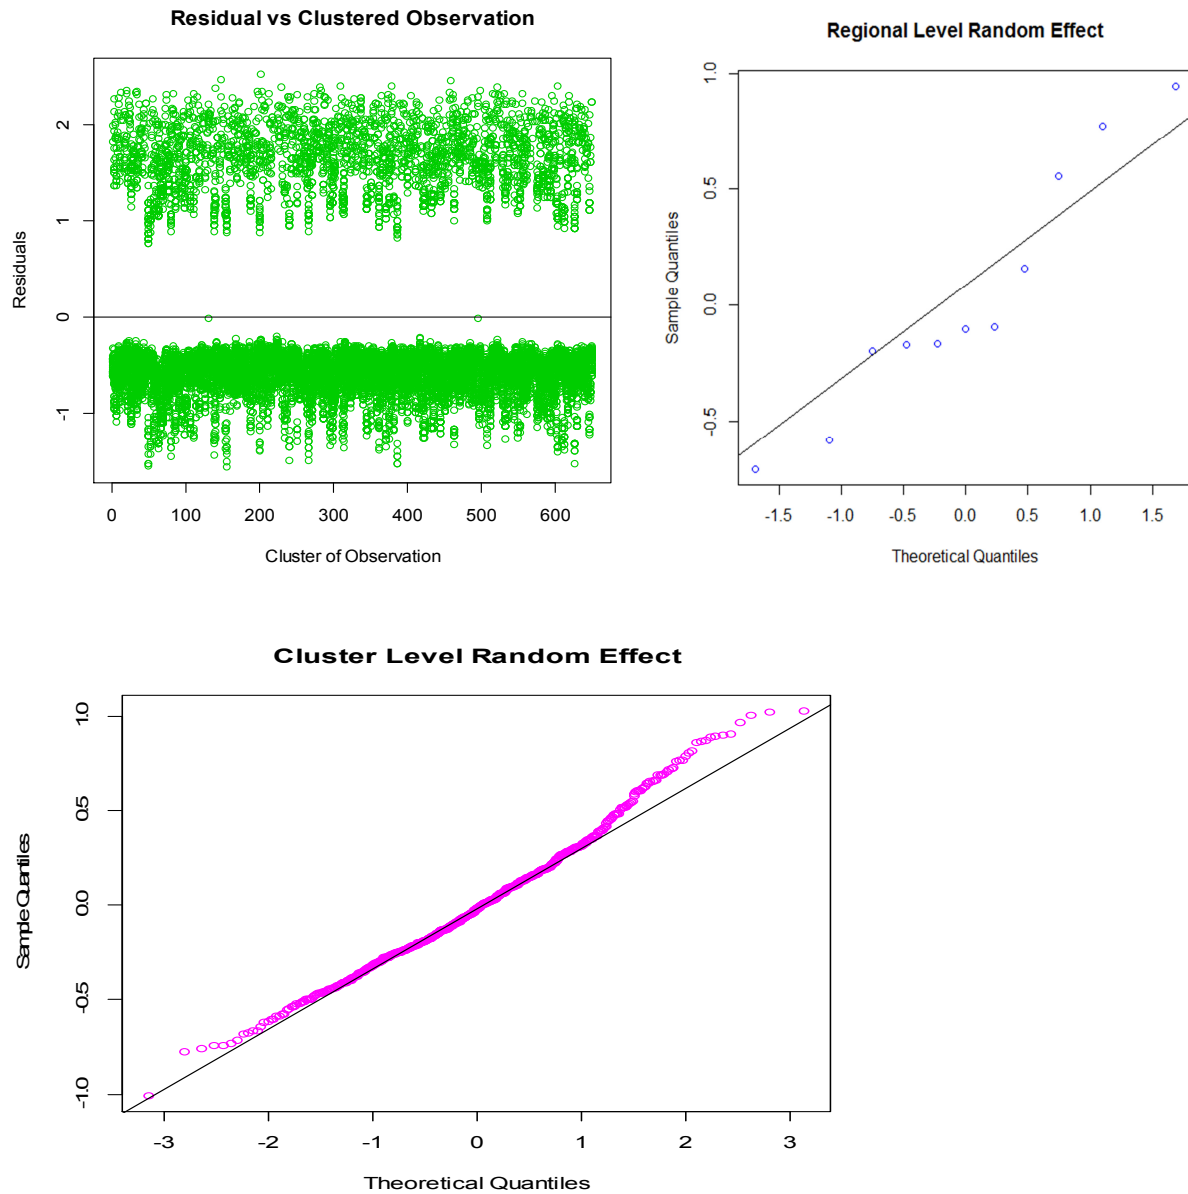 Residual vs Clustered Observation
Residuals
2
1
0
-1
0 100 200 300 400 500 600
Cluster of Observation
Regional Level Random Effect
Sample Quantiles
1.0
0.5
0.0
-0.5
-1.5 -1.0 -0.5 0.0 0.5 1.0 1.5
Theoretical Quantiles
Cluster Level Random Effect
Sample Quantiles
1.0
0.5
0.0
-0.5
-1.0
-3 -2 -1 0 1 2 3
Theoretical Quantiles